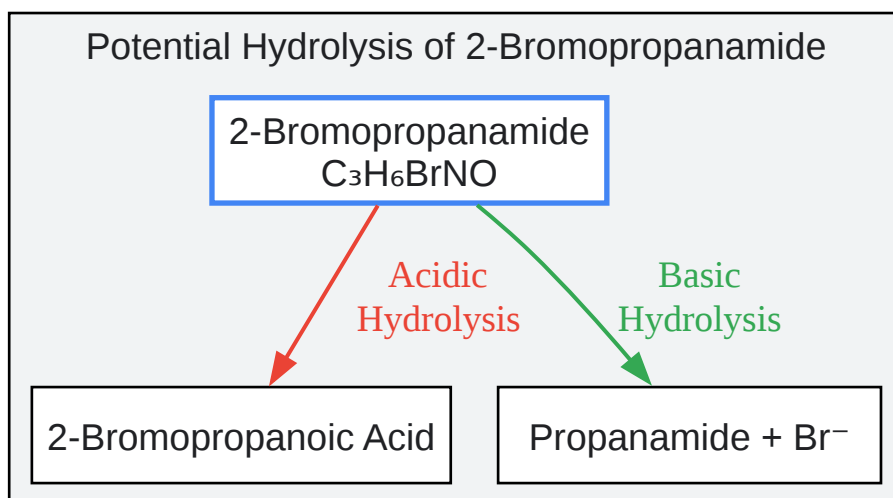 Potential Hydrolysis of 2-Bromopropanamide
2-Bromopropanamide
C₃H₆BrNO
Acidic
Hydrolysis
Basic
Hydrolysis
2-Bromopropanoic Acid
Propanamide + Br⁻